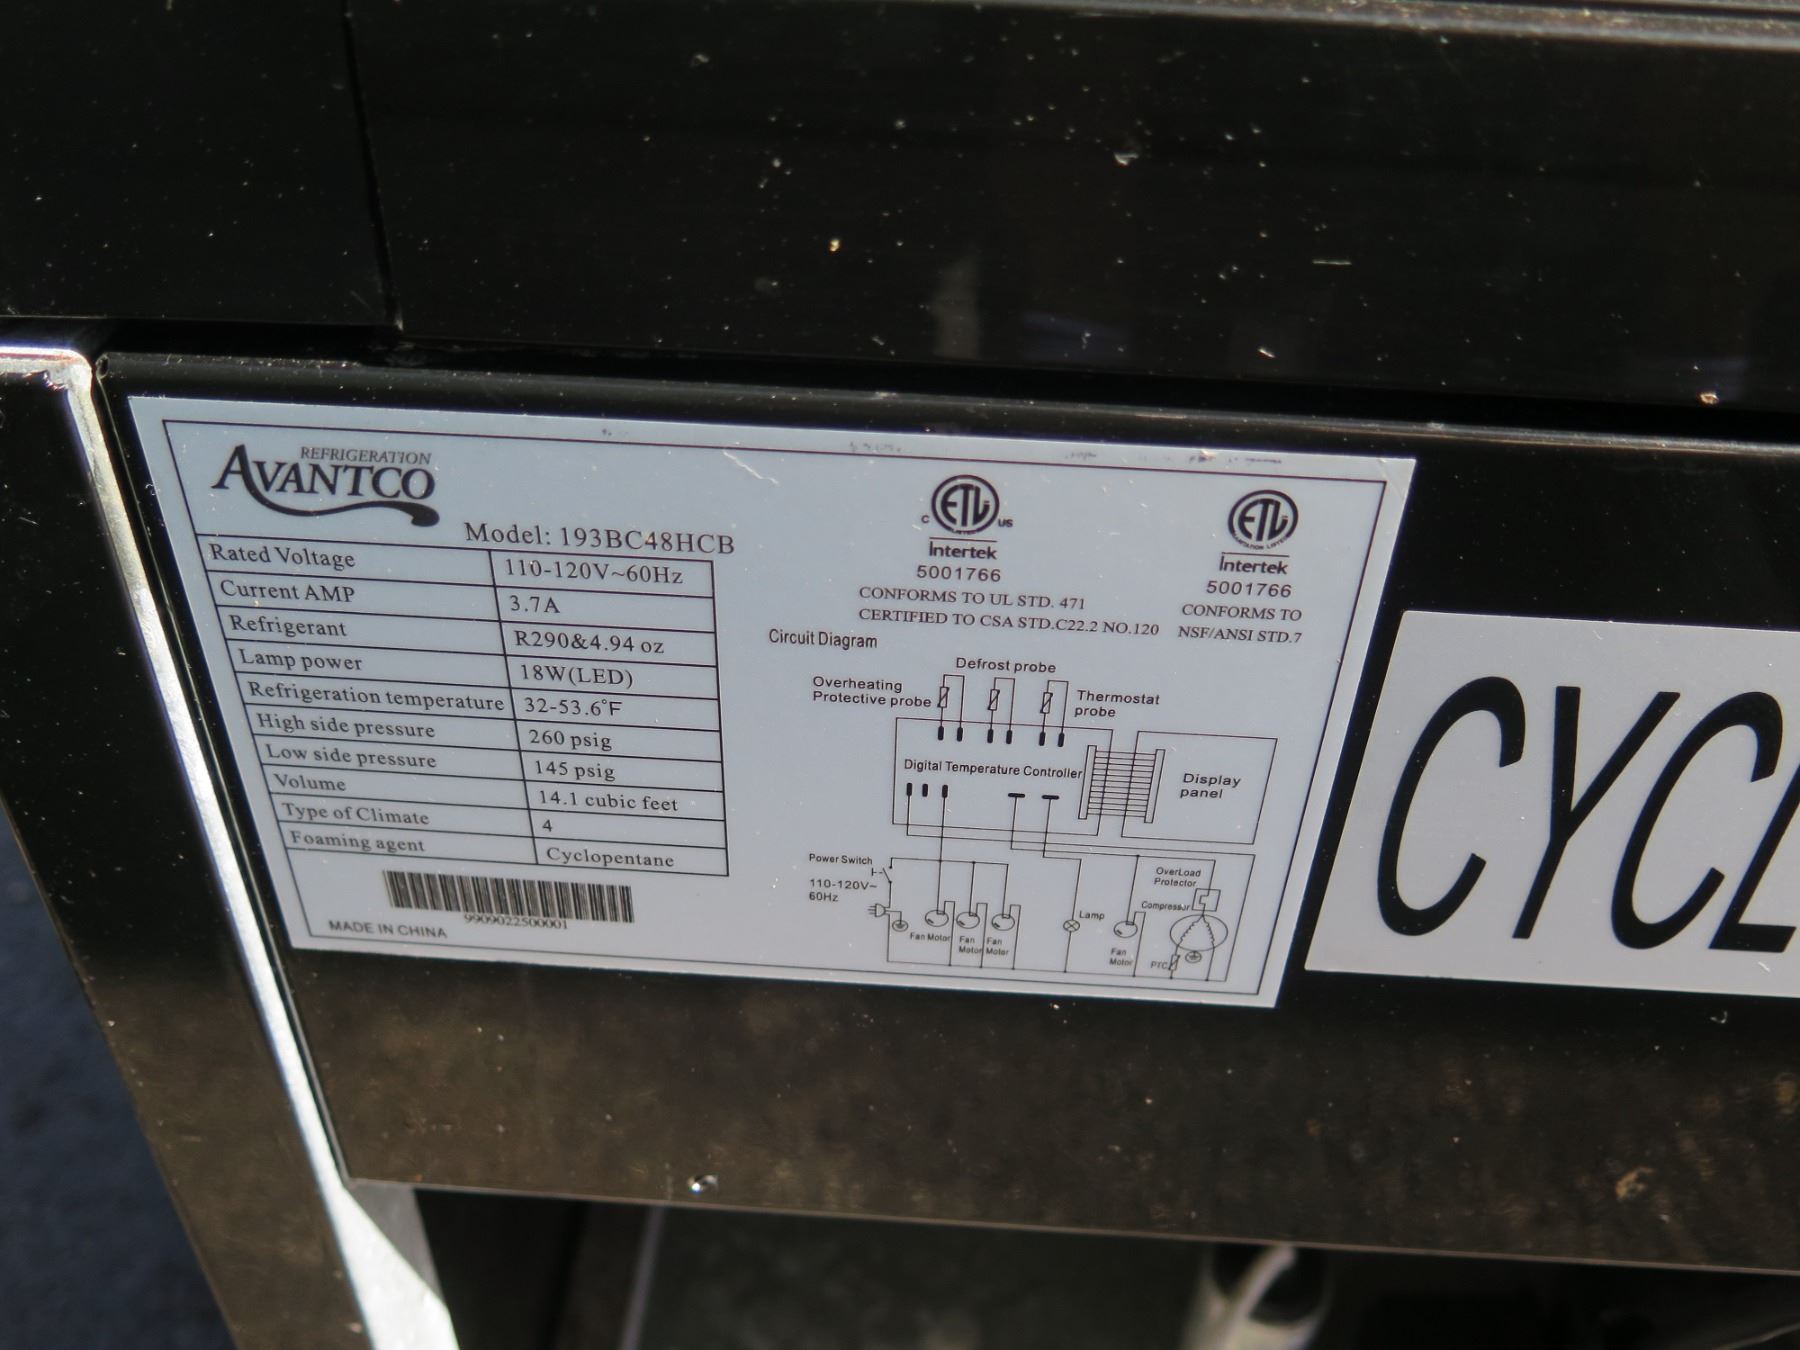 REFRIGERATION
AVANTCO
Model: 193BC48HCB
Rated Voltage 110-120V~60Hz
Current AMP 3.7A
Refrigerant R290&4.94 oz
Lamp power 18W(LED)
Refrigeration temperature 32-53.6°F
High side pressure 260 psig
Low side pressure 145 psig
Volume 14.1 cubic feet
Type of Climate 4
Foaming agent Cyclopentane
9909022500001
MADE IN CHINA
C ETL US
Intertek
5001766
CONFORMS TO UL STD. 471
CERTIFIED TO CSA STD.C22.2 NO.120
ETL
Intertek
5001766
CONFORMS TO
NSF/ANSI STD.7
Circuit Diagram
Defrost probe
Overheating
Protective probe
Thermostat
probe
Digital Temperature Controller
Display
panel
Power Switch
110-120V~
60Hz
Fan Motor
Fan
Motor
Fan
Motor
Lamp
Fan
Motor
OverLoad
Protector
Compressor
PTC
CYCL